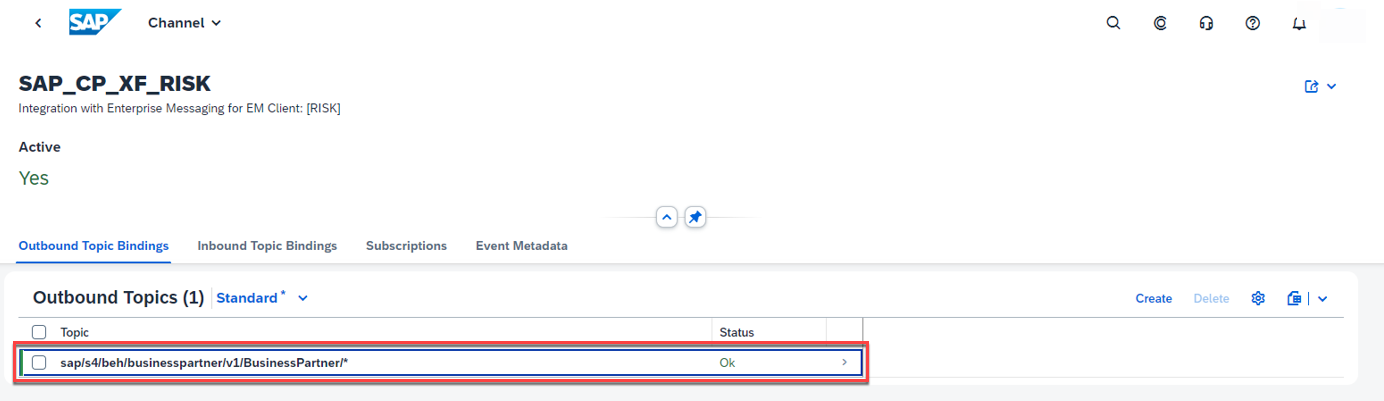 SAP Channel
SAP_CP_XF_RISK
Integration with Enterprise Messaging for EM Client: [RISK]
Active
Yes
Outbound Topic Bindings Inbound Topic Bindings Subscriptions Event Metadata
Outbound Topics (1) Standard * Create Delete
Topic Status
sap/s4/beh/businesspartner/v1/BusinessPartner/* Ok